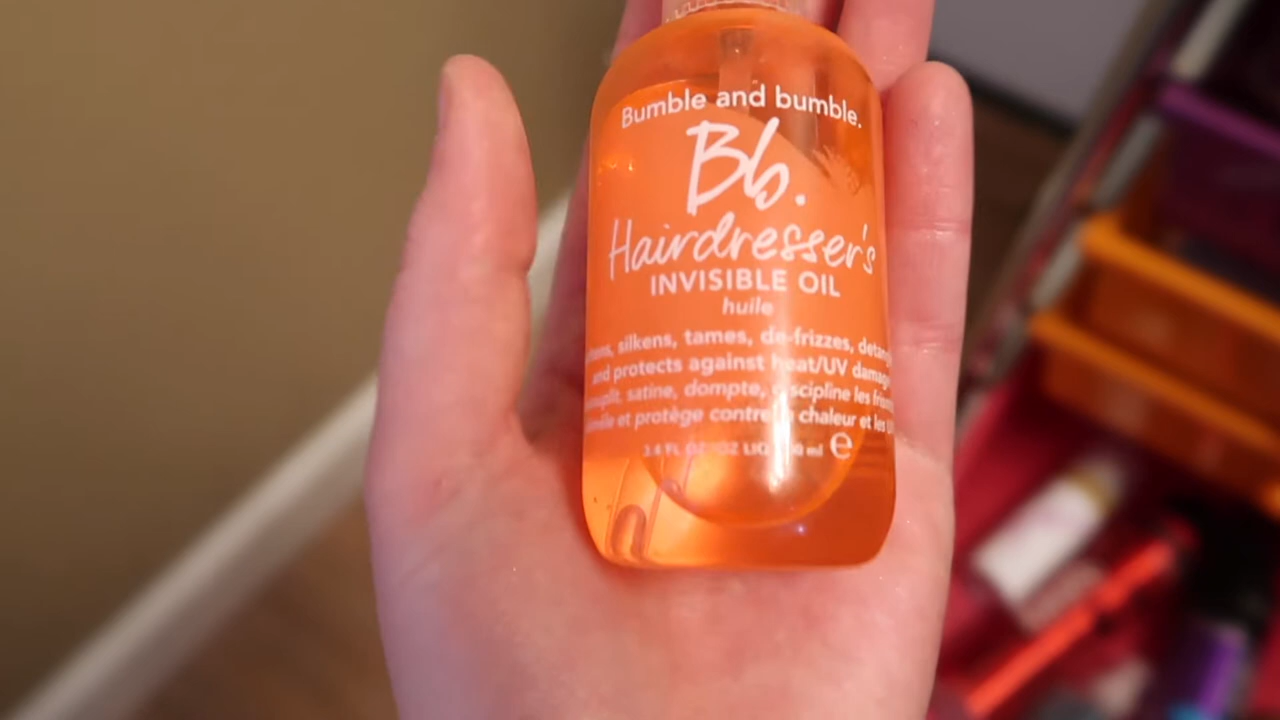 Bumble and bumble.
Bb.
Hairdresser's
INVISIBLE OIL
huile
silkens, tames, de-frizzes,
and protects against heat/UV
satine, dompte,
et protège contre chaleur et les
e